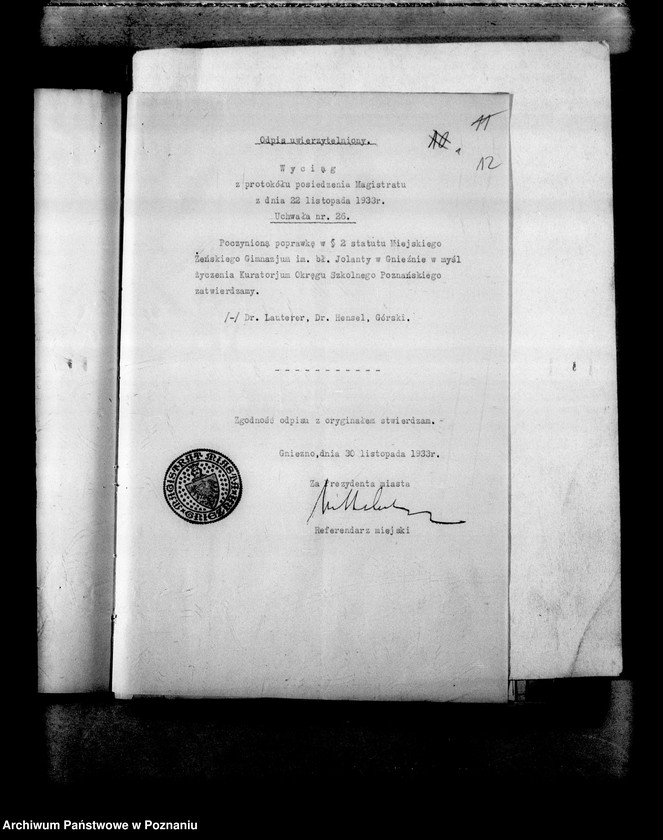 11
10
12
Odpis uwierzytelniony.
Wyciąg
z protokółu posiedzenia Magistratu
z dnia 22 listopada 1933r.
Uchwała nr. 26.
Poczynioną poprawkę w § 2 statutu Miejskiego
Żeńskiego Gimnazjum im. bł. Jolanty w Gnieźnie w myśl
życzenia Kuratorjum Okręgu Szkolnego Poznańskiego
zatwierdzamy.
/-/ Dr. Lauterer, Dr. Hensel, Górski.
- - - - - - - - - - -
Zgodność odpisu z oryginałem stwierdzam. -
Gniezno,dnia 30 listopada 1933r.
Za Prezydenta miasta
Referendarz miejski
Archiwum Państwowe w Poznaniu